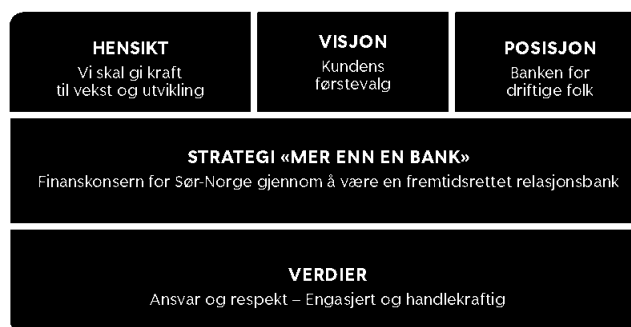 HENSIKT
Vi skal gi kraft
til vekst og utvikling
VISJON
Kundens
førstevalg
POSISJON
Banken for
driftige folk
STRATEGI «MER ENN EN BANK»
Finanskonsern for Sør-Norge gjennom å være en fremtidsrettet relasjonsbank
VERDIER
Ansvar og respekt – Engasjert og handlekraftig